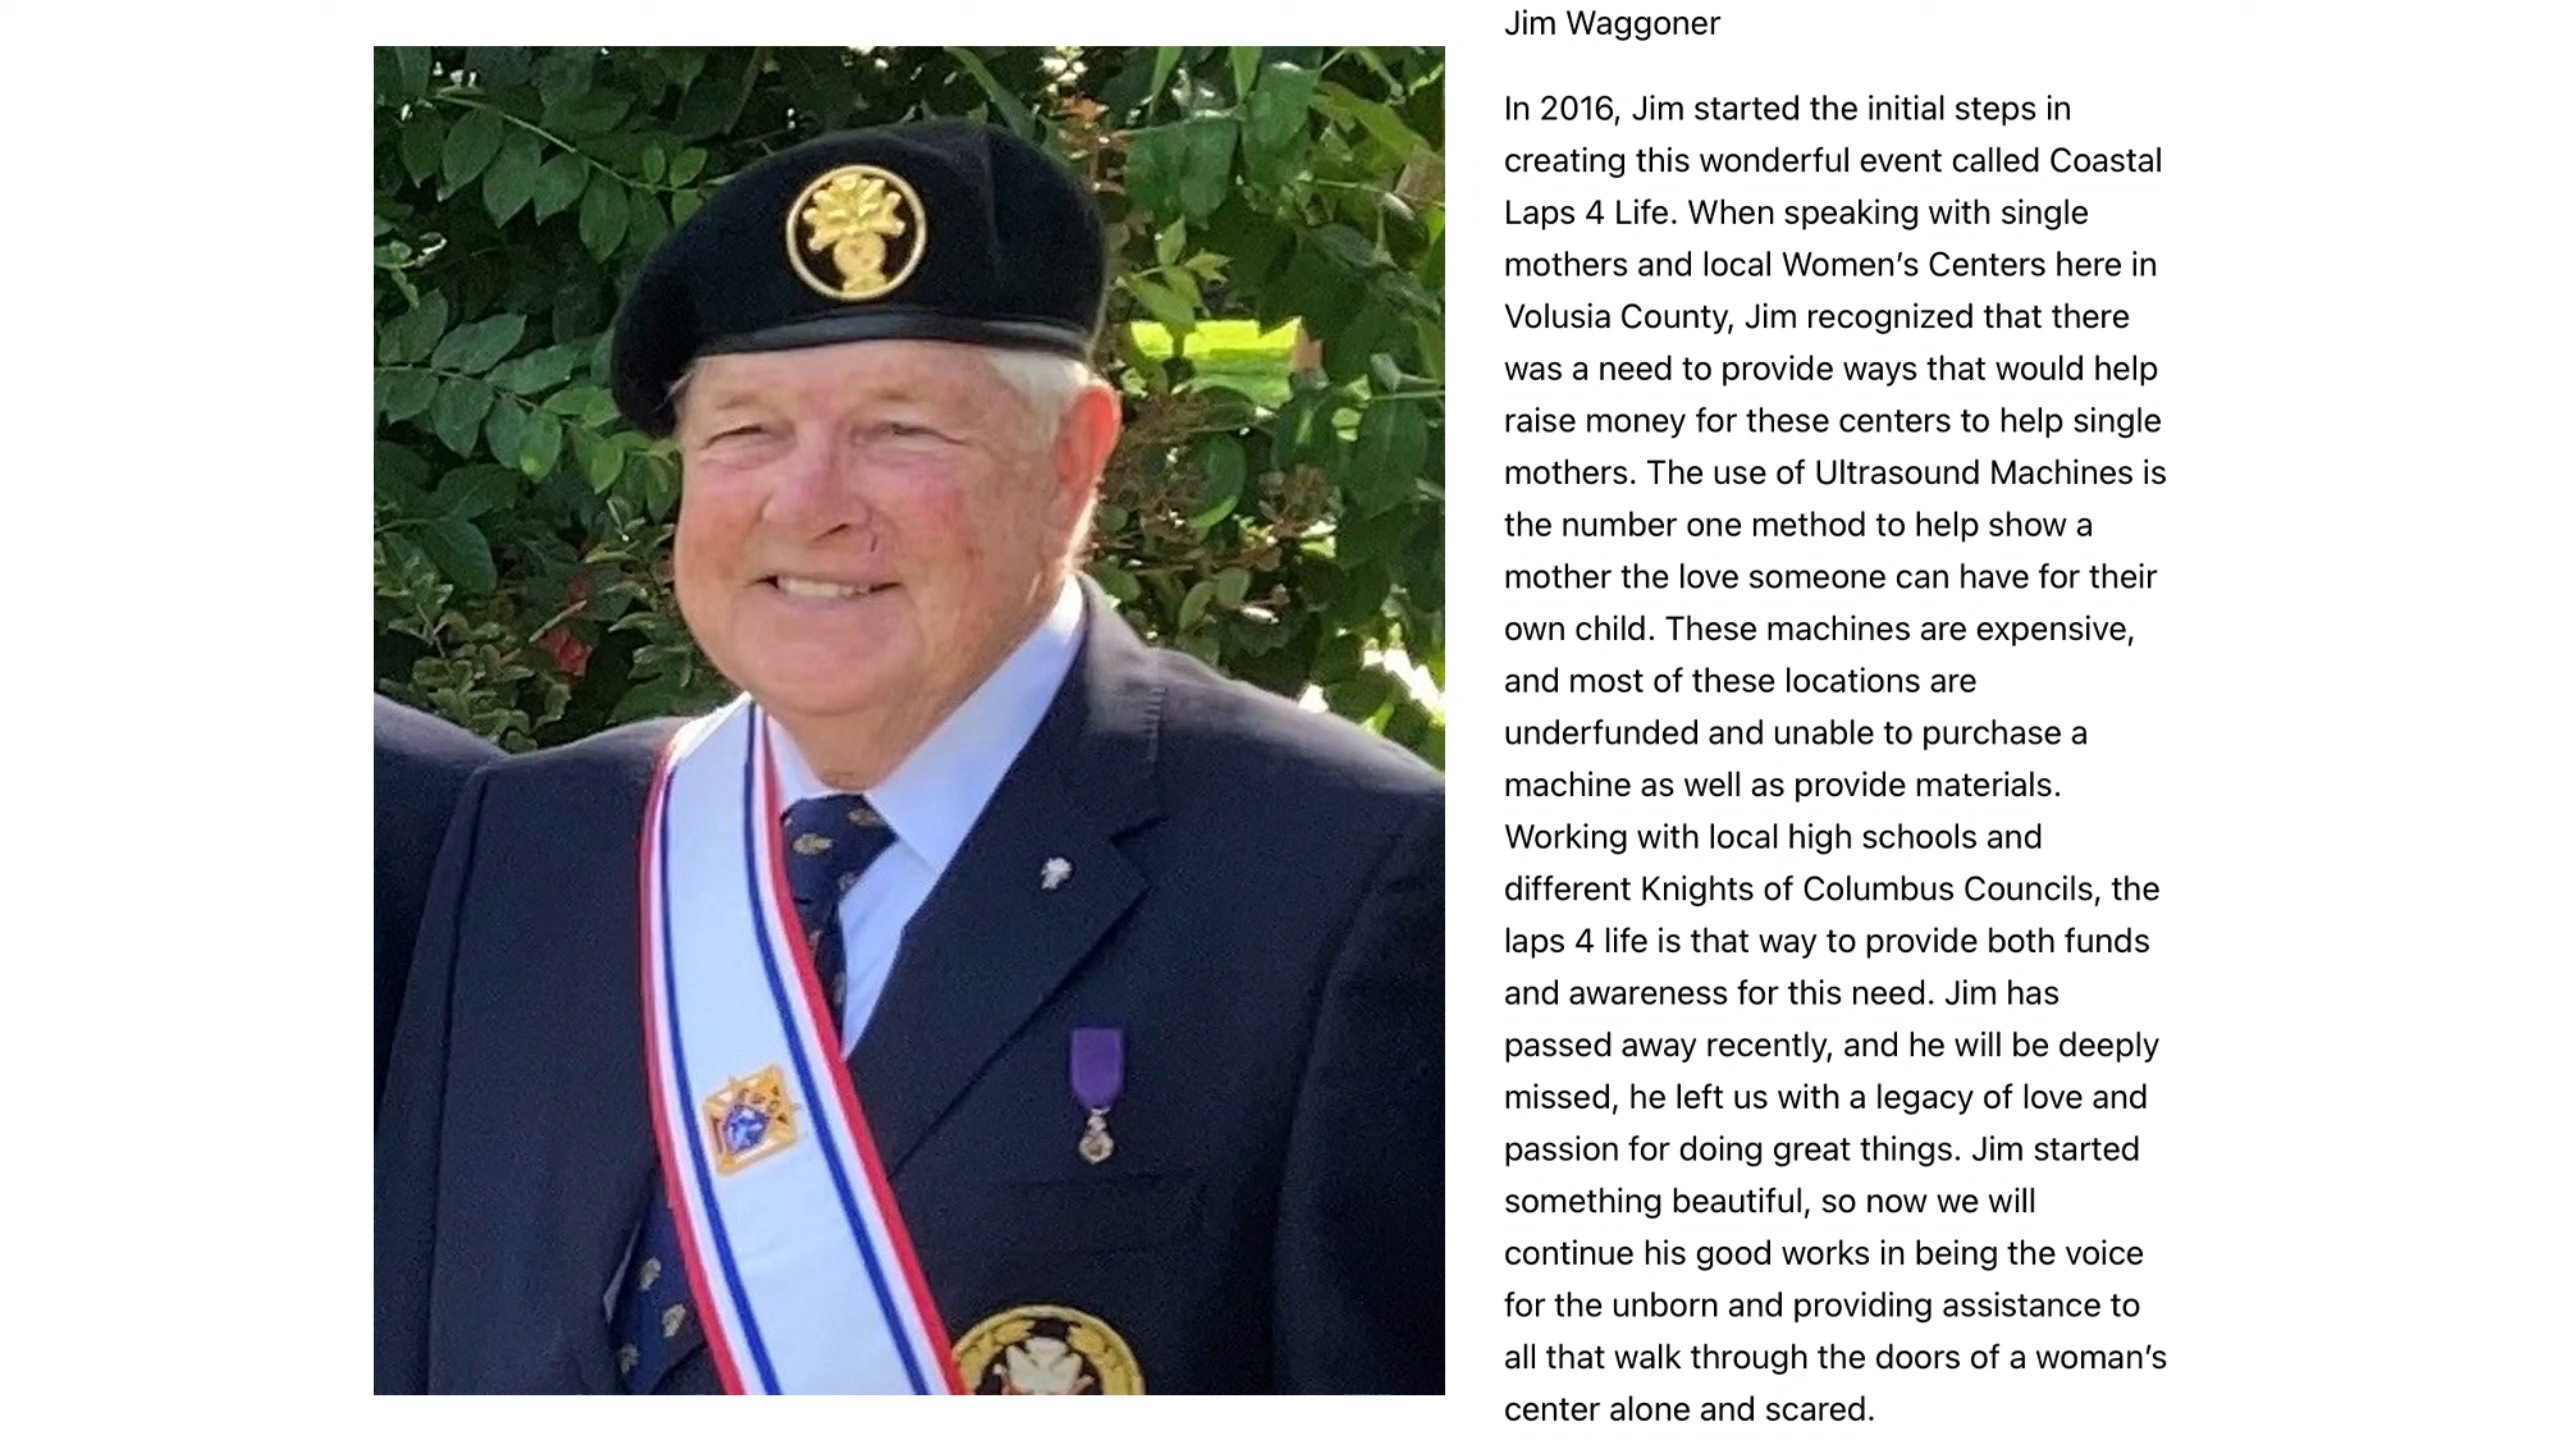 Jim Waggoner
In 2016, Jim started the initial steps in
creating this wonderful event called Coastal
Laps 4 Life. When speaking with single
mothers and local Women’s Centers here in
Volusia County, Jim recognized that there
was a need to provide ways that would help
raise money for these centers to help single
mothers. The use of Ultrasound Machines is
the number one method to help show a
mother the love someone can have for their
own child. These machines are expensive,
and most of these locations are
underfunded and unable to purchase a
machine as well as provide materials.
Working with local high schools and
different Knights of Columbus Councils, the
laps 4 life is that way to provide both funds
and awareness for this need. Jim has
passed away recently, and he will be deeply
missed, he left us with a legacy of love and
passion for doing great things. Jim started
something beautiful, so now we will
continue his good works in being the voice
for the unborn and providing assistance to
all that walk through the doors of a woman’s
center alone and scared.